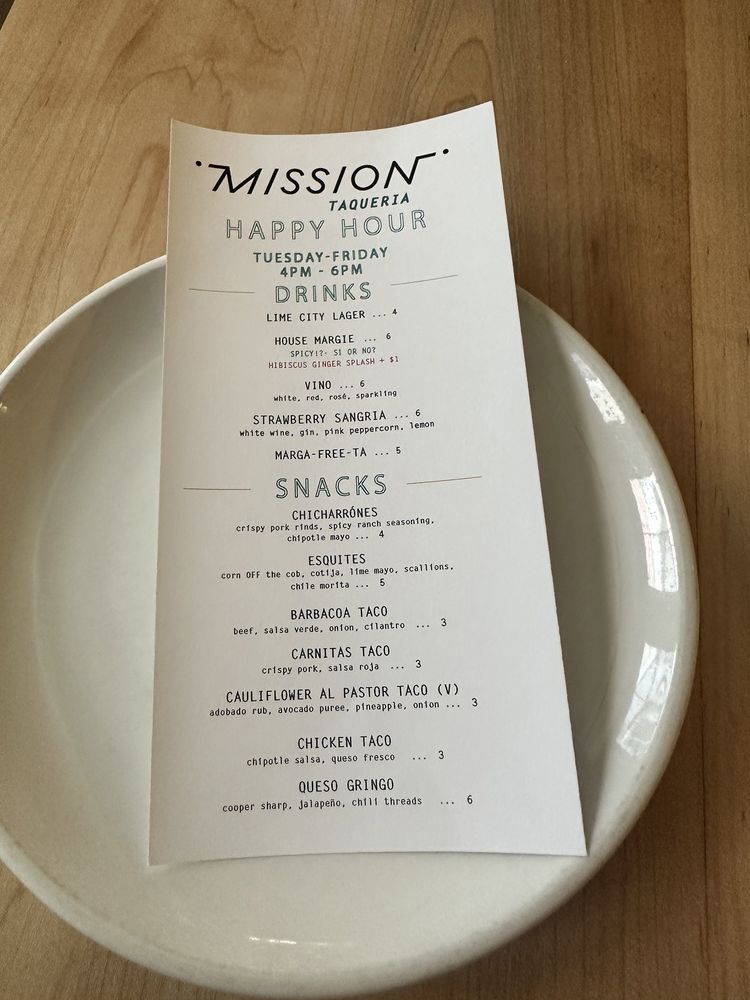 MISSION
TAQUERIA
HAPPY HOUR
TUESDAY-FRIDAY
4PM - 6PM
DRINKS
LIME CITY LAGER ... 4
HOUSE MARGIE ... 6
SPICY!?- $1 OR NO?
HIBISCUS GINGER SPLASH + $1
VINO ... 6
white, red, rosé, sparkling
STRAWBERRY SANGRIA ... 6
white wine, gin, pink peppercorn, lemon
MARGA-FREE-TA ... 5
SNACKS
CHICHARRÓNES
crispy pork rinds, spicy ranch seasoning,
chipotle mayo ... 4
ESQUITES
corn OFF the cob, cotija, lime mayo, scallions,
chile morita ... 5
BARBACOA TACO
beef, salsa verde, onion, cilantro ... 3
CARNITAS TACO
crispy pork, salsa roja ... 3
CAULIFLOWER AL PASTOR TACO (V)
adobado rub, avocado puree, pineapple, onion ... 3
CHICKEN TACO
chipotle salsa, queso fresco ... 3
QUESO GRINGO
cooper sharp, jalapeño, chili threads ... 6